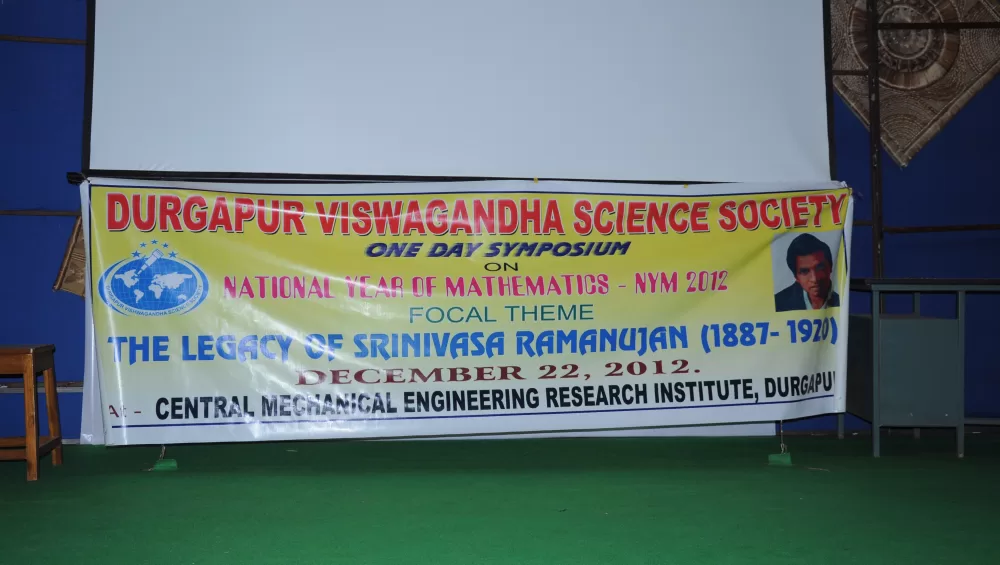 DURGAPUR VISWAGANDHA SCIENCE SOCIETY
ONE DAY SYMPOSIUM
ON
NATIONAL YEAR OF MATHEMATICS - NYM 2012
FOCAL THEME
THE LEGACY OF SRINIVASA RAMANUJAN (1887- 1920)
DECEMBER 22, 2012.
At - CENTRAL MECHANICAL ENGINEERING RESEARCH INSTITUTE, DURGAPUR